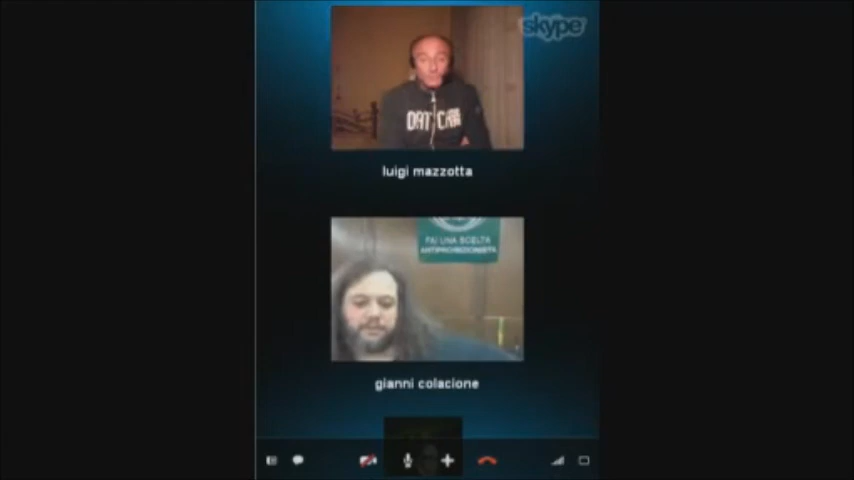 skype
luigi mazzotta
FAI UNA SCELTA
ANTIPROIBIZIONISTA
gianni colacione